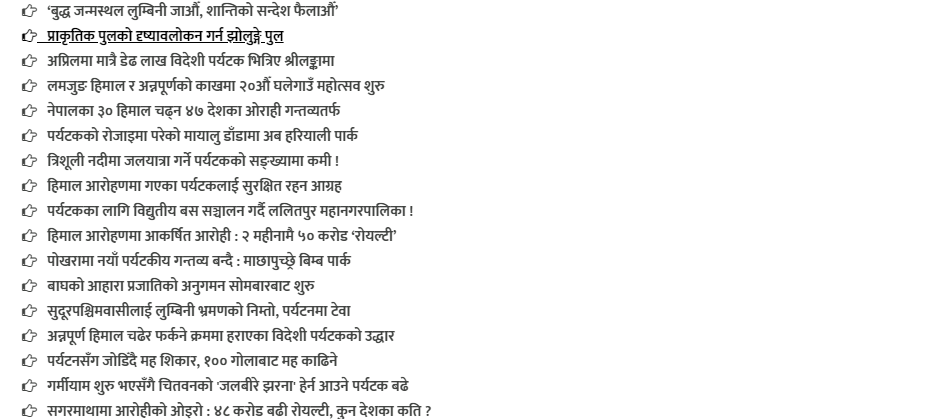 ‘बुद्ध जन्मस्थल लुम्बिनी जाऔँ, शान्तिको सन्देश फैलाऔँ’
प्राकृतिक पुलको दृष्यावलोकन गर्न झोलुङ्गे पुल
अप्रिलमा मात्रै डेढ लाख विदेशी पर्यटक भित्रिए श्रीलङ्कामा
लमजुङ हिमाल र अन्नपूर्णको काखमा २०औँ घलेगाउँ महोत्सव शुरु
नेपालका ३० हिमाल चढ्न ४७ देशका ओराही गन्तव्यतर्फ
पर्यटकको रोजाइमा परेको मायालु डाँडामा अब हरियाली पार्क
त्रिशूली नदीमा जलयात्रा गर्ने पर्यटकको सङ्ख्यामा कमी !
हिमाल आरोहणमा गएका पर्यटकलाई सुरक्षित रहन आग्रह
पर्यटकका लागि विद्युतीय बस सञ्चालन गर्दै ललितपुर महानगरपालिका !
हिमाल आरोहणमा आकर्षित आरोही : २ महीनामै ५० करोड ‘रोयल्टी’
पोखरामा नयाँ पर्यटकीय गन्तव्य बन्दै : माछापुच्छ्रे बिम्ब पार्क
बाघको आहारा प्रजातिको अनुगमन सोमबारबाट शुरु
सुदूरपश्चिमवासीलाई लुम्बिनी भ्रमणको निम्तो, पर्यटनमा टेवा
अन्नपूर्ण हिमाल चढेर फर्कने क्रममा हराएका विदेशी पर्यटकको उद्धार
पर्यटनसँग जोडिँदै मह शिकार, १०० गोलाबाट मह काढिने
गर्मीयाम शुरु भएसँगै चितवनको 'जलबीरे झरना' हेर्न आउने पर्यटक बढे
सगरमाथामा आरोहीको ओइरो : ४८ करोड बढी रोयल्टी, कुन देशका कति ?